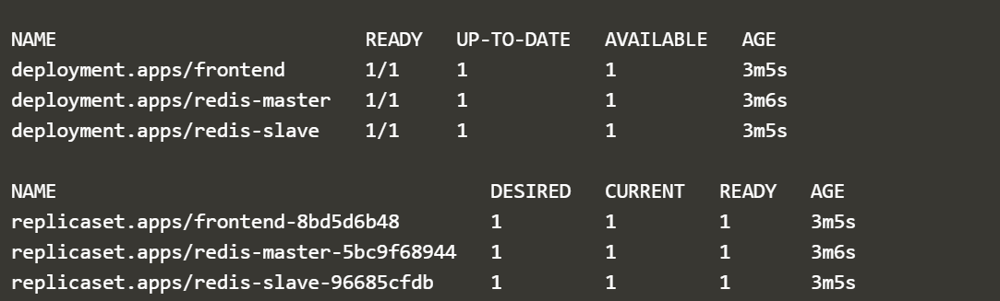 NAME                               READY   UP-TO-DATE   AVAILABLE   AGE
deployment.apps/frontend       1/1     1            1           3m5s
deployment.apps/redis-master   1/1     1            1           3m6s
deployment.apps/redis-slave    1/1     1            1           3m5s
NAME                                      DESIRED   CURRENT   READY   AGE
replicaset.apps/frontend-8bd5d6b48        1         1         1       3m5s
replicaset.apps/redis-master-5bc9f68944   1         1         1       3m6s
replicaset.apps/redis-slave-96685cfdb     1         1         1       3m5s